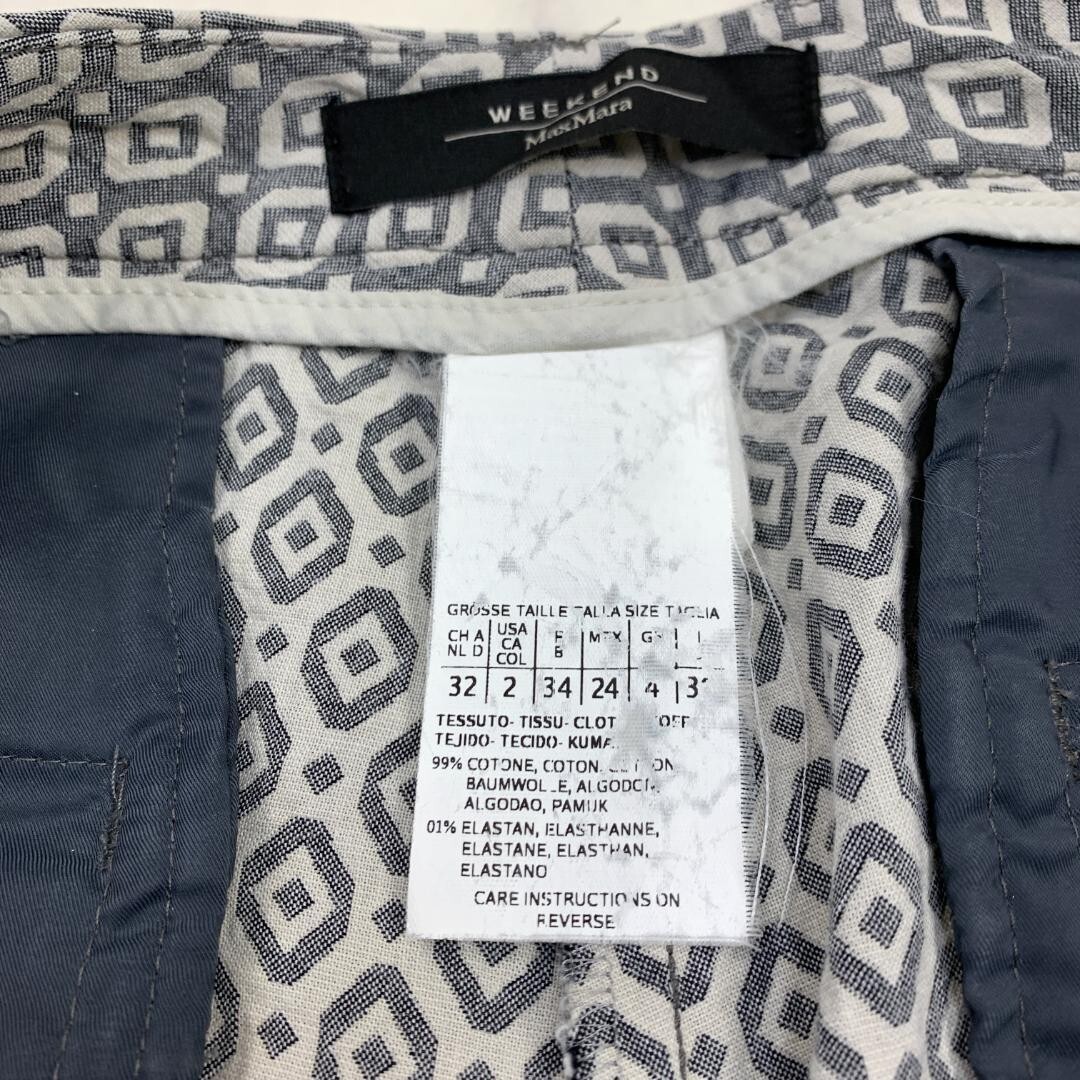 WEEKEND
MaxMara
GRÖSSE TAILLE TALLA SIZE TAGLIA
CH A USA F MEX
NL D CA B
COL
32 2 34 24 4
TESSUTO- TISSU- CLOT
TEJIDO- TECIDO- KUMA
99% COTONE, COTON,
BAUMWOLLE, ALGODON,
ALGODAO, PAMUK
01% ELASTAN, ELASTHANNE,
ELASTANE, ELASTHAN,
ELASTANO
CARE INSTRUCTIONS ON
REVERSE